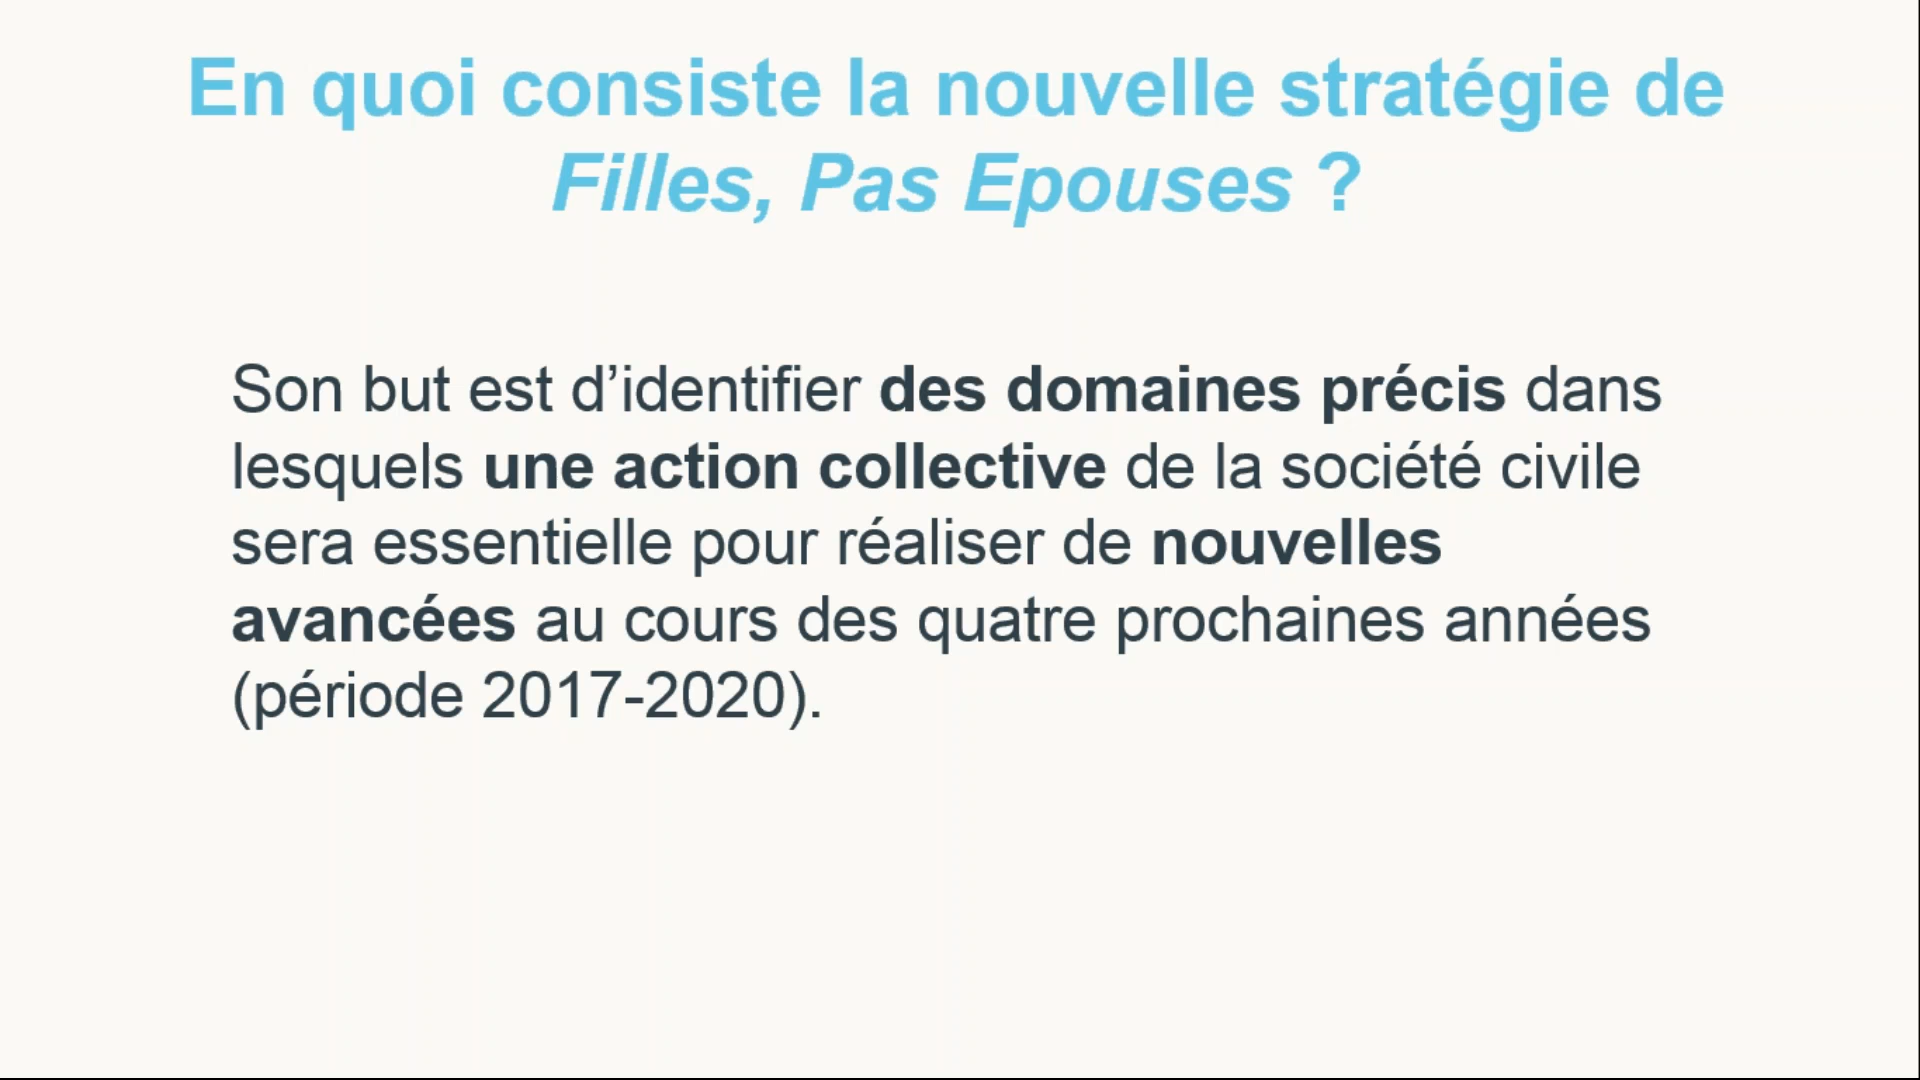 En quoi consiste la nouvelle stratégie de
Filles, Pas Epouses ?
Son but est d’identifier des domaines précis dans
lesquels une action collective de la société civile
sera essentielle pour réaliser de nouvelles
avancées au cours des quatre prochaines années
(période 2017-2020).